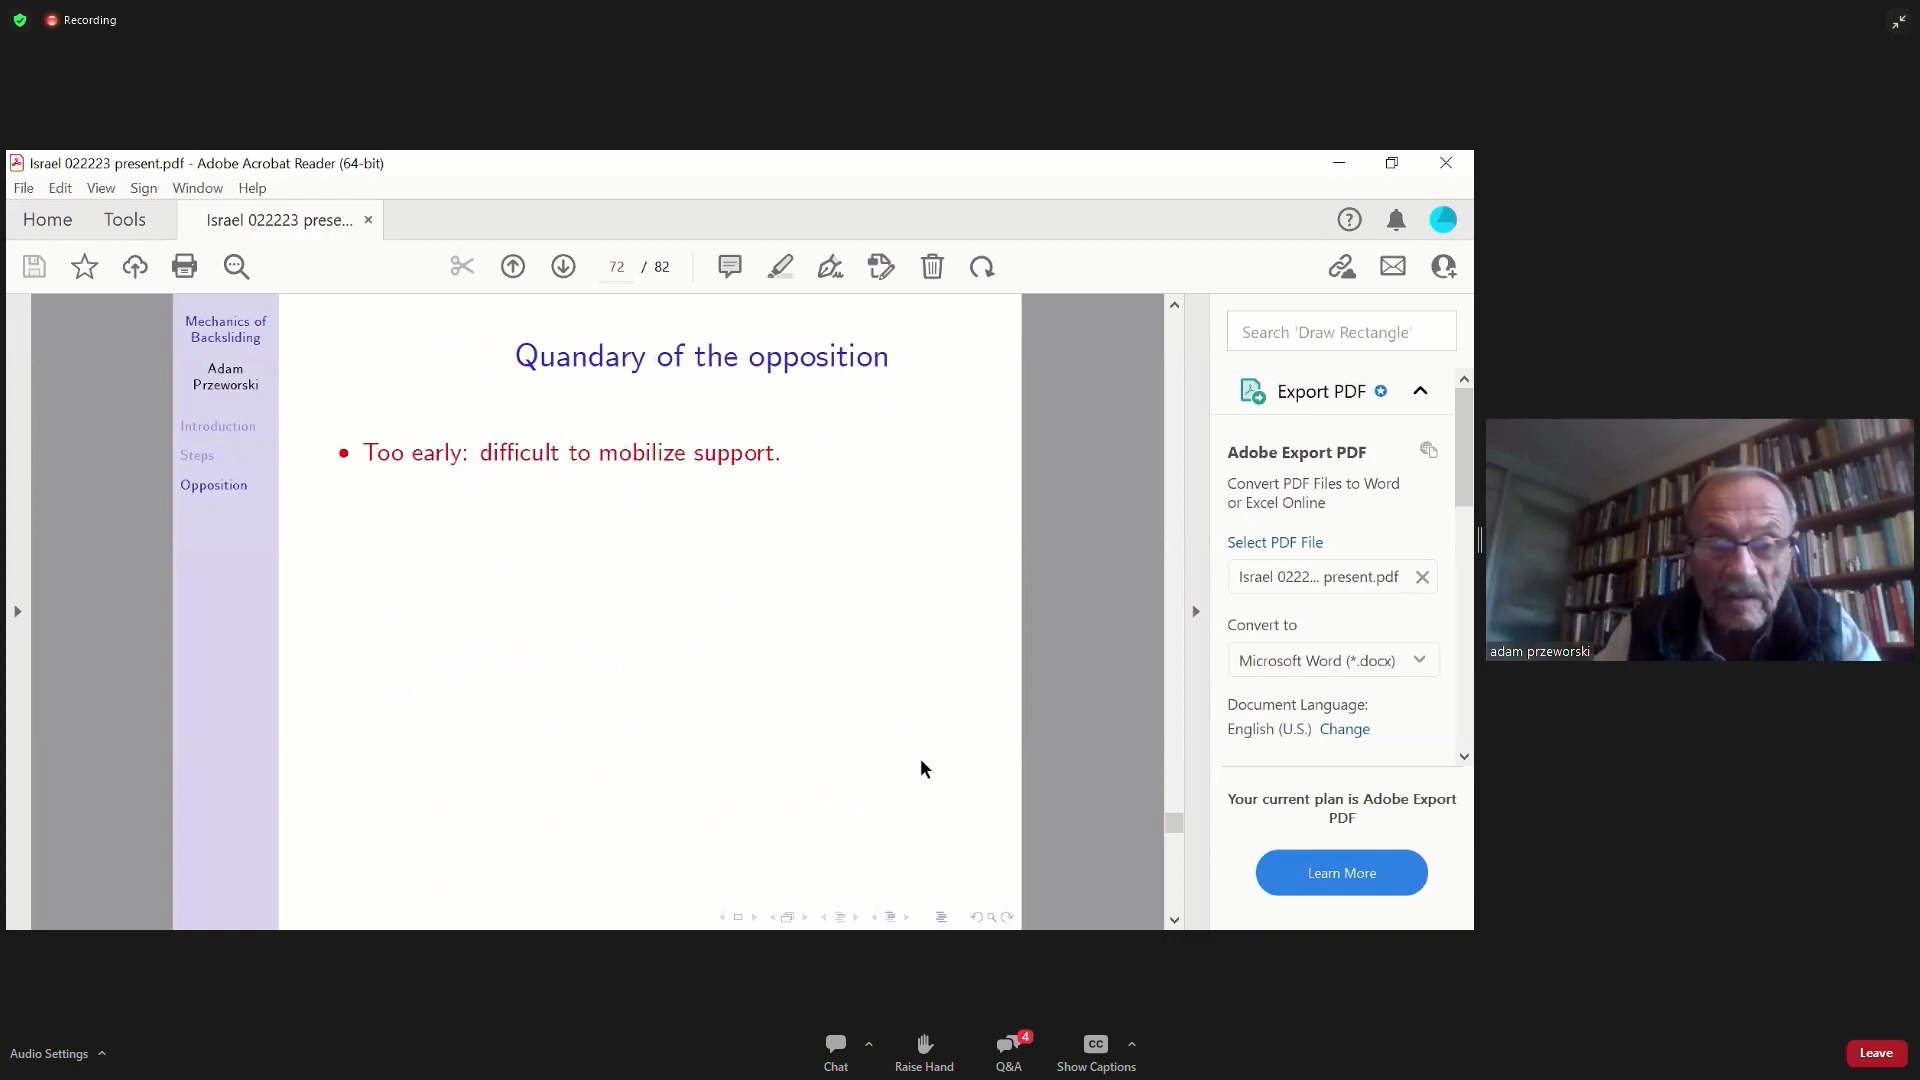 Recording
Israel 022223 present.pdf - Adobe Acrobat Reader (64-bit)
File Edit View Sign Window Help
Home Tools Israel 022223 prese...
72 / 82
Mechanics of
Backsliding
Adam
Przeworski
Introduction
Steps
Opposition
Quandary of the opposition
• Too early: difficult to mobilize support.
Search 'Draw Rectangle'
Export PDF
Adobe Export PDF
Convert PDF Files to Word
or Excel Online
Select PDF File
Israel 0222... present.pdf
Convert to
Microsoft Word (*.docx)
Document Language:
English (U.S.) Change
Your current plan is Adobe Export
PDF
Learn More
adam przeworski
Audio Settings
Chat
Raise Hand
4
Q&A
CC
Show Captions
Leave